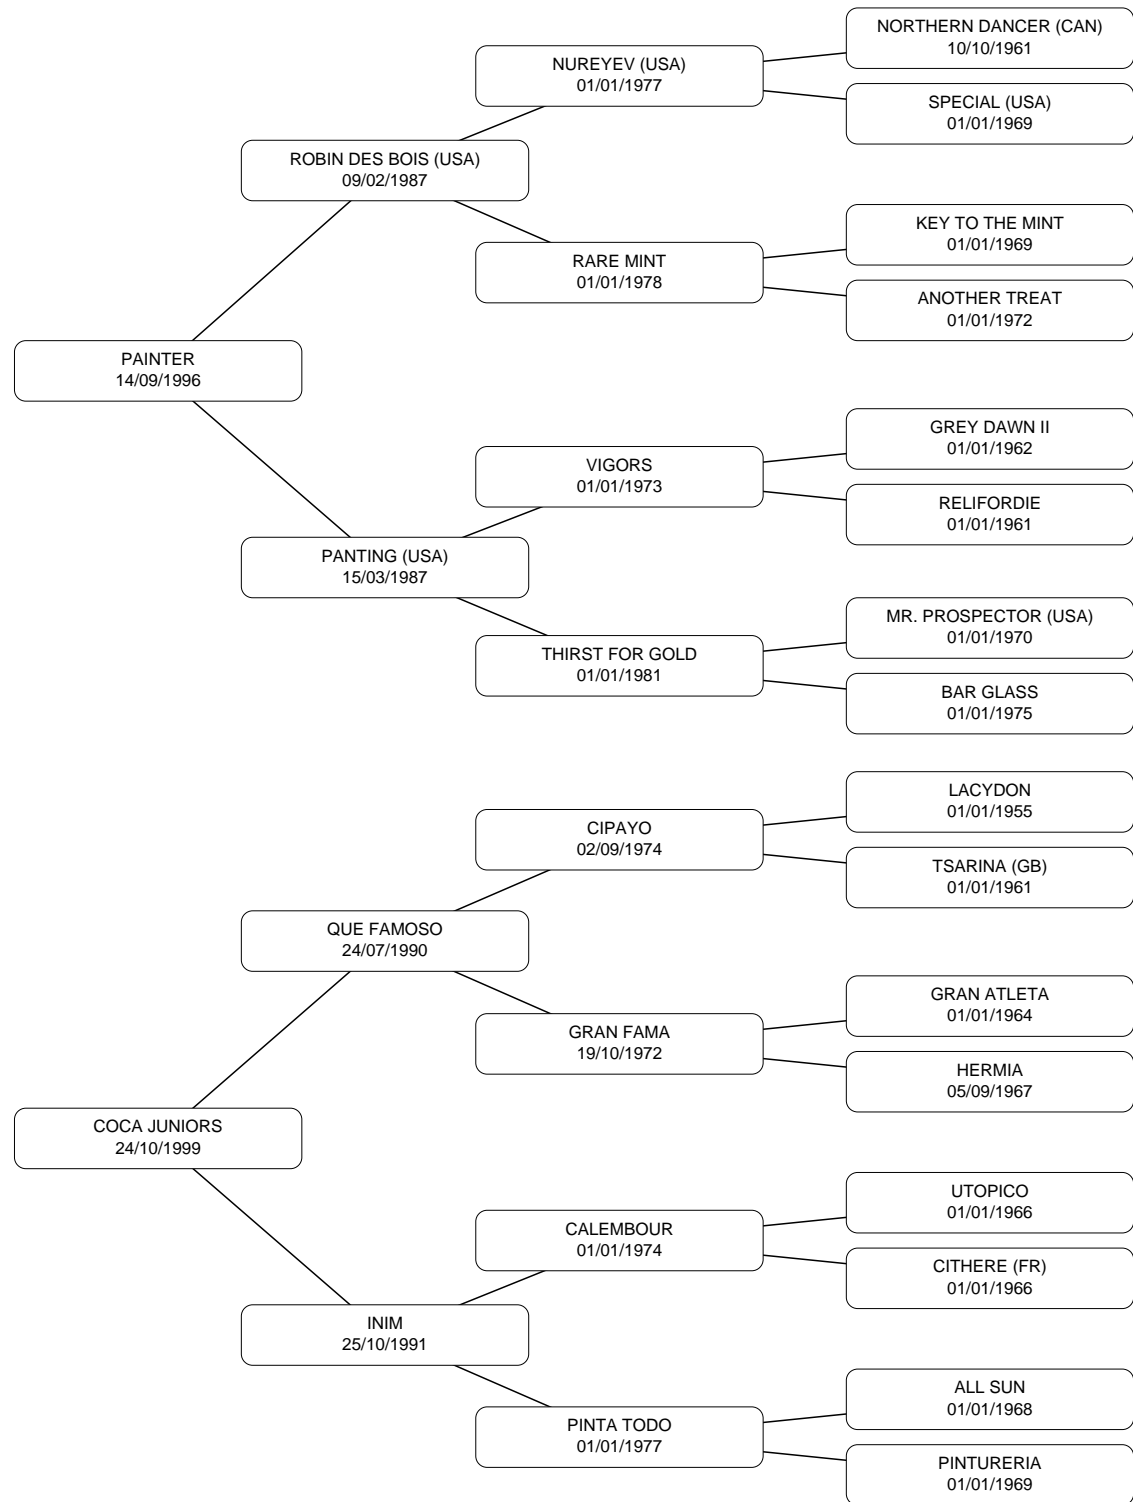 NORTHERN DANCER (CAN)
10/10/1961
NUREYEV (USA)
01/01/1977
SPECIAL (USA)
01/01/1969
ROBIN DES BOIS (USA)
09/02/1987
KEY TO THE MINT
01/01/1969
RARE MINT
01/01/1978
ANOTHER TREAT
01/01/1972
PAINTER
14/09/1996
GREY DAWN II
01/01/1962
VIGORS
01/01/1973
RELIFORDIE
01/01/1961
PANTING (USA)
15/03/1987
MR. PROSPECTOR (USA)
01/01/1970
THIRST FOR GOLD
01/01/1981
BAR GLASS
01/01/1975
LACYDON
01/01/1955
CIPAYO
02/09/1974
TSARINA (GB)
01/01/1961
QUE FAMOSO
24/07/1990
GRAN ATLETA
01/01/1964
GRAN FAMA
19/10/1972
HERMIA
05/09/1967
COCA JUNIORS
24/10/1999
UTOPICO
01/01/1966
CALEMBOUR
01/01/1974
CITHERE (FR)
01/01/1966
INIM
25/10/1991
ALL SUN
01/01/1968
PINTA TODO
01/01/1977
PINTURERIA
01/01/1969